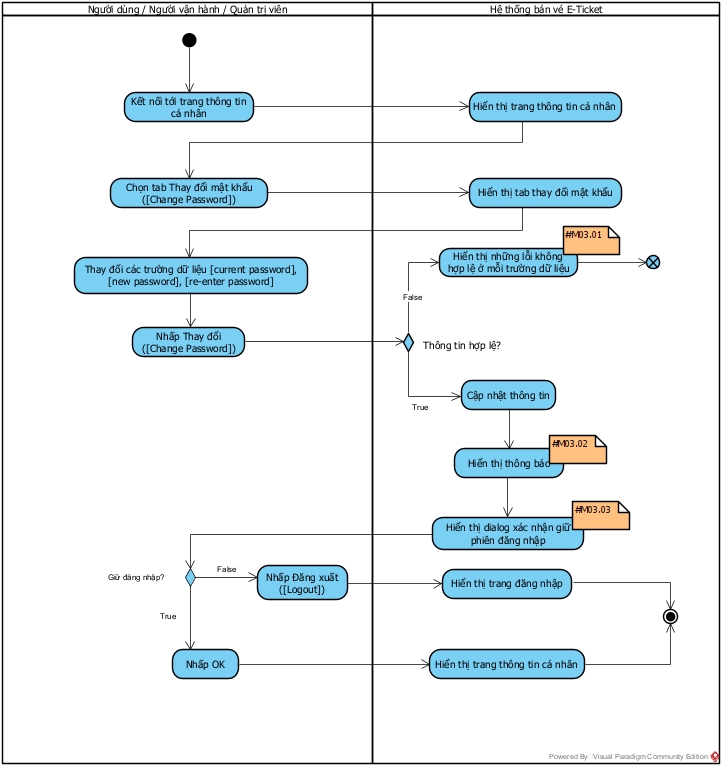 Người dùng / Người vận hành / Quản trị viên
Hệ thống bán vé E-Ticket
Kết nối tới trang thông tin
cá nhân
Hiển thị trang thông tin cá nhân
Chọn tab Thay đổi mật khẩu
([Change Password])
Hiển thị tab thay đổi mật khẩu
#M03.01
Thay đổi các trường dữ liệu [current password],
[new password], [re-enter password]
Hiển thị những lỗi không
hợp lệ ở mỗi trường dữ liệu
False
Nhấp Thay đổi
([Change Password])
Thông tin hợp lệ?
True
Cập nhật thông tin
#M03.02
Hiển thị thông báo
#M03.03
Hiển thị dialog xác nhận giữ
phiên đăng nhập
Giữ đăng nhập?
False
Nhấp Đăng xuất
([Logout])
Hiển thị trang đăng nhập
True
Nhấp OK
Hiển thị trang thông tin cá nhân
Powered By Visual Paradigm Community Edition